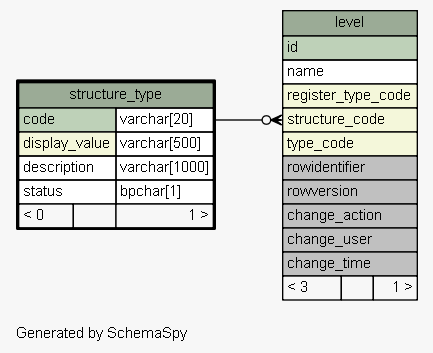 structure_type
code varchar[20]
display_value varchar[500]
description varchar[1000]
status bpchar[1]
< 0 1 >
level
id
name
register_type_code
structure_code
type_code
rowidentifier
rowversion
change_action
change_user
change_time
< 3 1 >
Generated by SchemaSpy